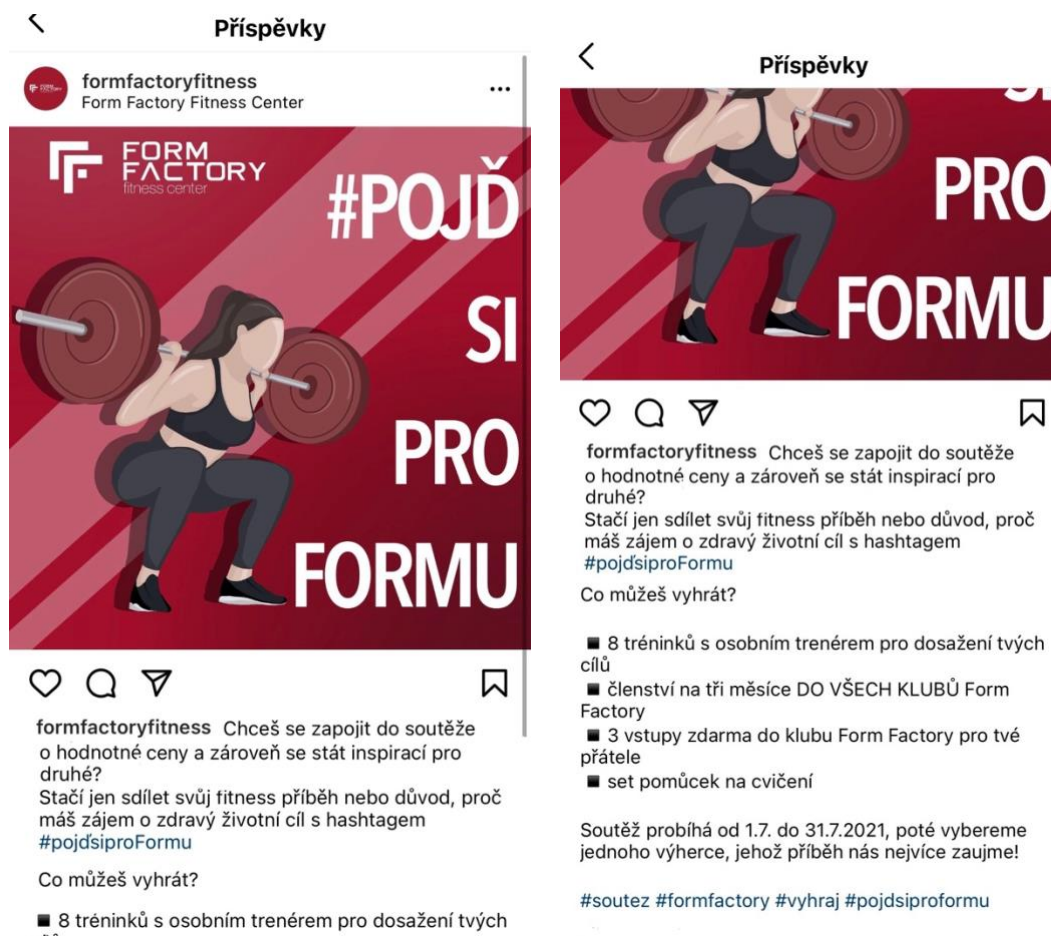 Příspěvky
formfactoryfitness
Form Factory Fitness Center
FORM
FACTORY
fitness center
#POJĎ
SI
PRO
FORMU
formfactoryfitness Chceš se zapojit do soutěže
o hodnotné ceny a zároveň se stát inspirací pro
druhé?
Stačí jen sdílet svůj fitness příběh nebo důvod, proč
máš zájem o zdravý životní cíl s hashtagem
#pojďsiproFormu
Co můžeš vyhrát?
▪ 8 tréninků s osobním trenérem pro dosažení tvých
Příspěvky
SI
PRO
FORMU
formfactoryfitness Chceš se zapojit do soutěže
o hodnotné ceny a zároveň se stát inspirací pro
druhé?
Stačí jen sdílet svůj fitness příběh nebo důvod, proč
máš zájem o zdravý životní cíl s hashtagem
#pojďsiproFormu
Co můžeš vyhrát?
▪ 8 tréninků s osobním trenérem pro dosažení tvých
cílů
▪ členství na tři měsíce DO VŠECH KLUBŮ Form
Factory
▪ 3 vstupy zdarma do klubu Form Factory pro tvé
přátele
▪ set pomůcek na cvičení
Soutěž probíhá od 1.7. do 31.7.2021, poté vybereme
jednoho výherce, jehož příběh nás nejvíce zaujme!
#soutez #formfactory #vyhraj #pojdsiproformu